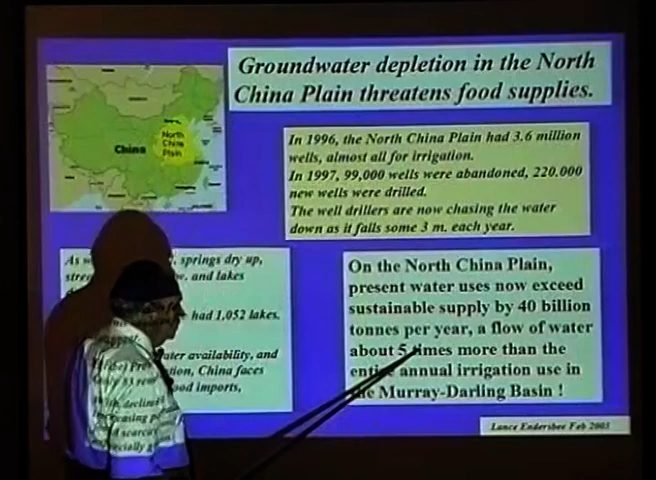 Groundwater depletion in the North
China Plain threatens food supplies.
China
North
China
Plain
In 1996, the North China Plain had 3.6 million
wells, almost all for irrigation.
In 1997, 99,000 wells were abandoned, 220.000
new wells were drilled.
The well drillers are now chasing the water
down as it falls some 3 m. each year.
As springs dry up,
and lakes
had 1,052 lakes.
availability, and
China faces
imports,
On the North China Plain,
present water uses now exceed
sustainable supply by 40 billion
tonnes per year, a flow of water
about 5 times more than the
entire annual irrigation use in
the Murray-Darling Basin !
Lance Endersbee Feb 2005